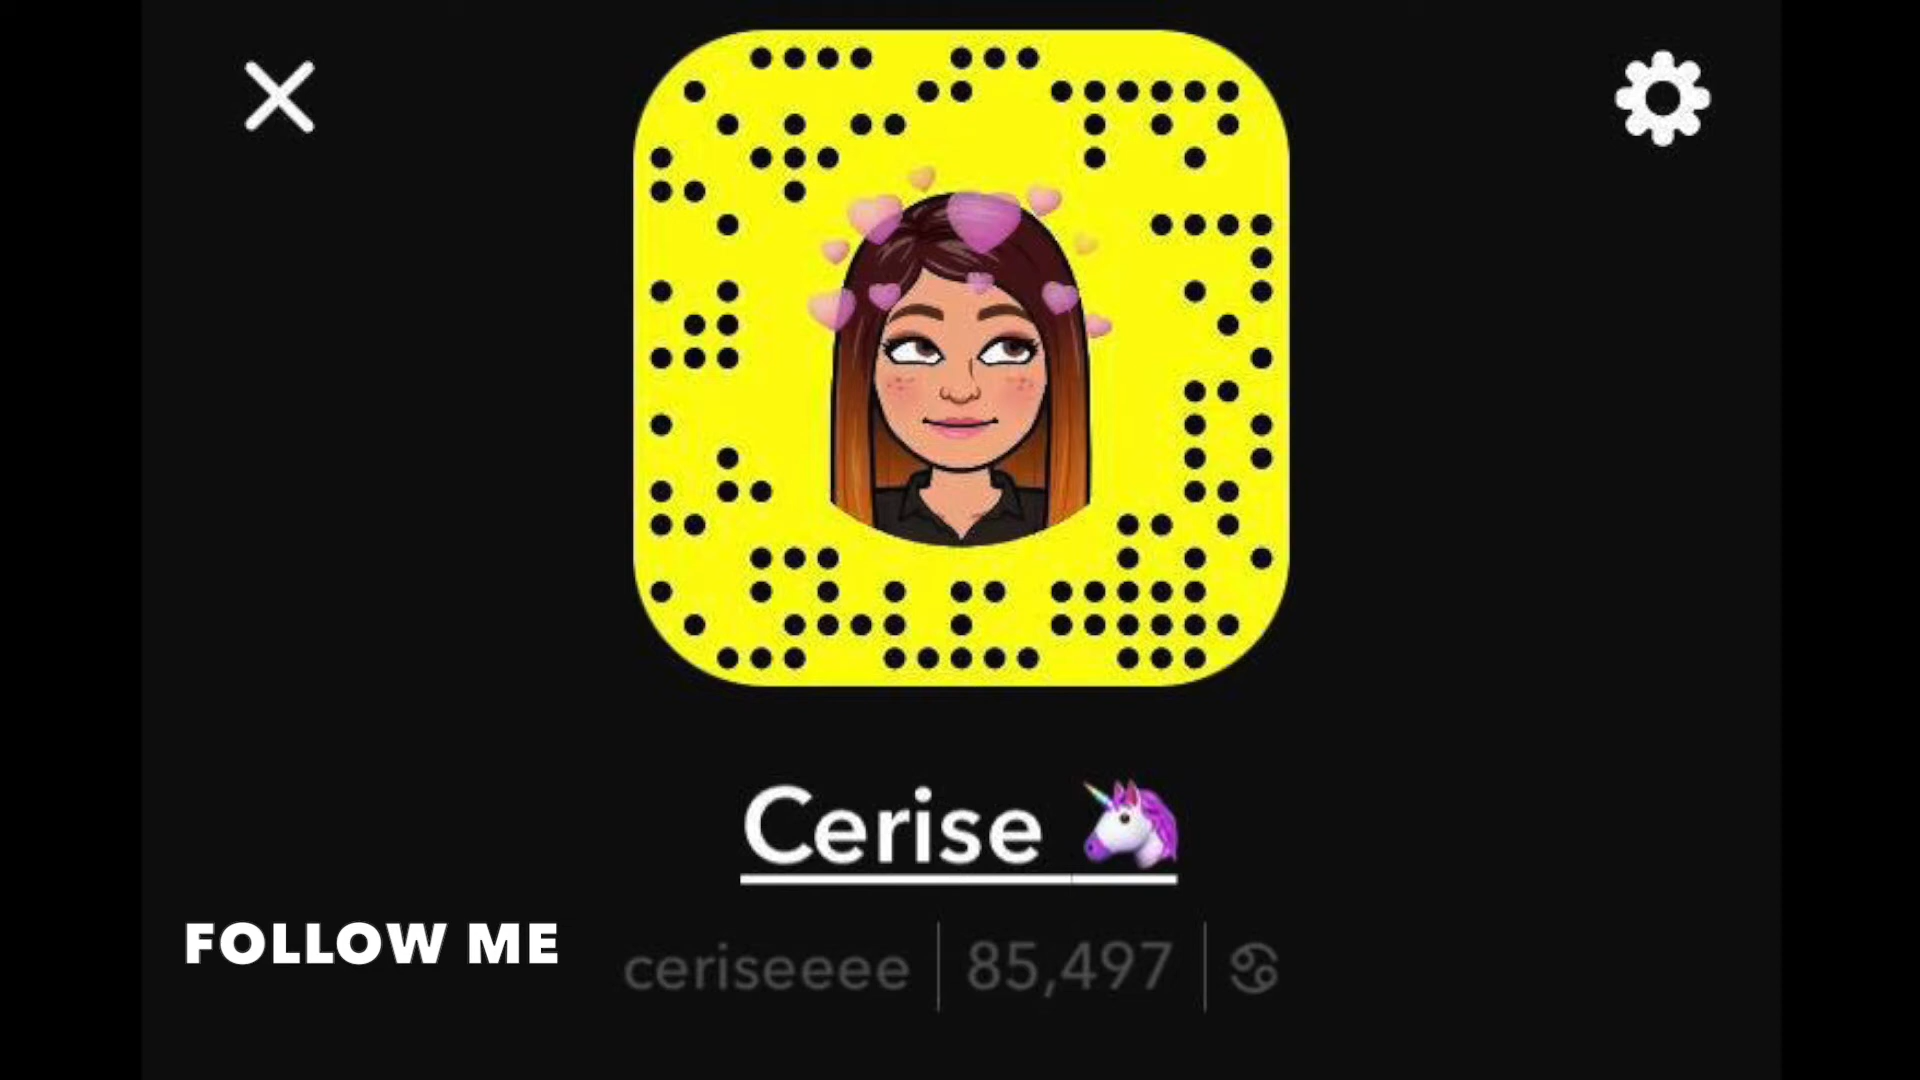 Cerise 🦄
FOLLOW ME
ceriseeee | 85,497 | ♋